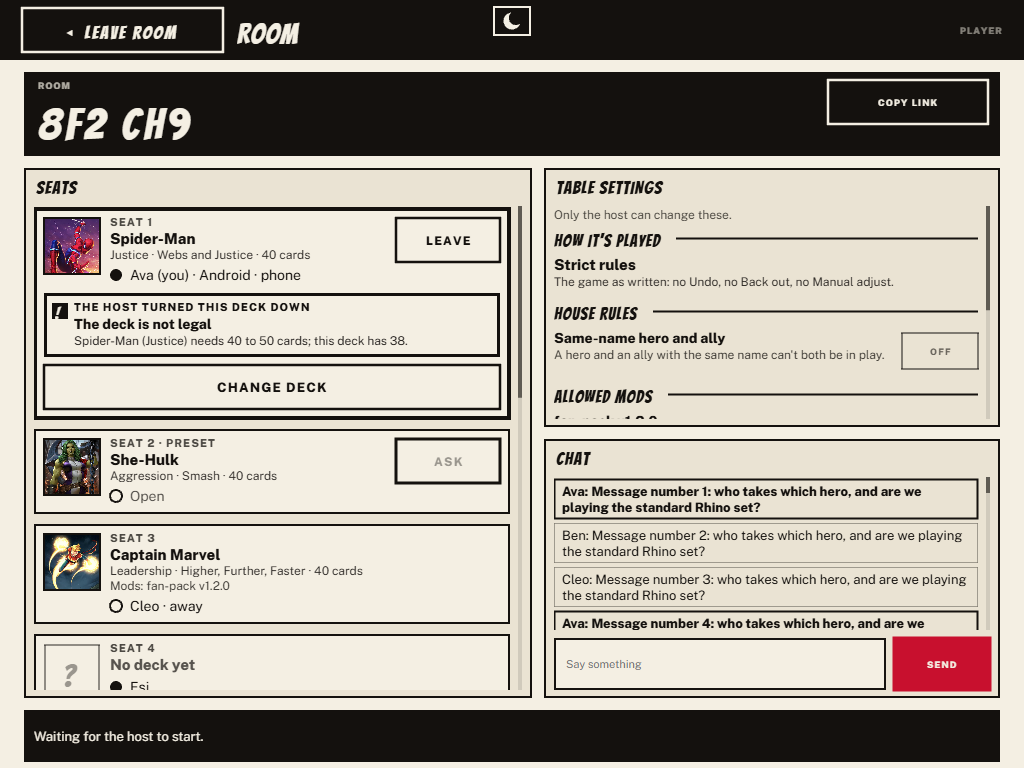 ◂ LEAVE ROOM
ROOM
PLAYER
ROOM
8F2 CH9
COPY LINK
SEATS
SEAT 1
Spider-Man
Justice · Webs and Justice · 40 cards
Ava (you) · Android · phone
LEAVE
! THE HOST TURNED THIS DECK DOWN
The deck is not legal
Spider-Man (Justice) needs 40 to 50 cards; this deck has 38.
CHANGE DECK
SEAT 2 · PRESET
She-Hulk
Aggression · Smash · 40 cards
Open
ASK
SEAT 3
Captain Marvel
Leadership · Higher, Further, Faster · 40 cards
Mods: fan-pack v1.2.0
Cleo · away
?
SEAT 4
No deck yet
Esi
TABLE SETTINGS
Only the host can change these.
HOW IT'S PLAYED
Strict rules
The game as written: no Undo, no Back out, no Manual adjust.
HOUSE RULES
Same-name hero and ally
A hero and an ally with the same name can't both be in play.
OFF
ALLOWED MODS
CHAT
Ava: Message number 1: who takes which hero, and are we
playing the standard Rhino set?
Ben: Message number 2: who takes which hero, and are we playing
the standard Rhino set?
Cleo: Message number 3: who takes which hero, and are we playing
the standard Rhino set?
Ava: Message number 4: who takes which hero, and are we
Say something
SEND
Waiting for the host to start.